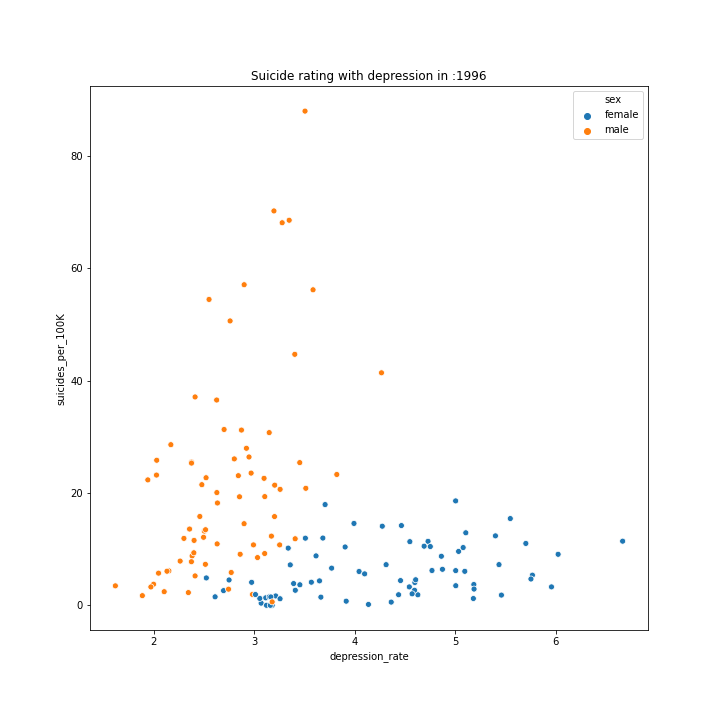 Suicide rating with depression in :1996
sex
female
male
80
60
40
20
0
suicides_per_100K
2
3
4
5
6
depression_rate